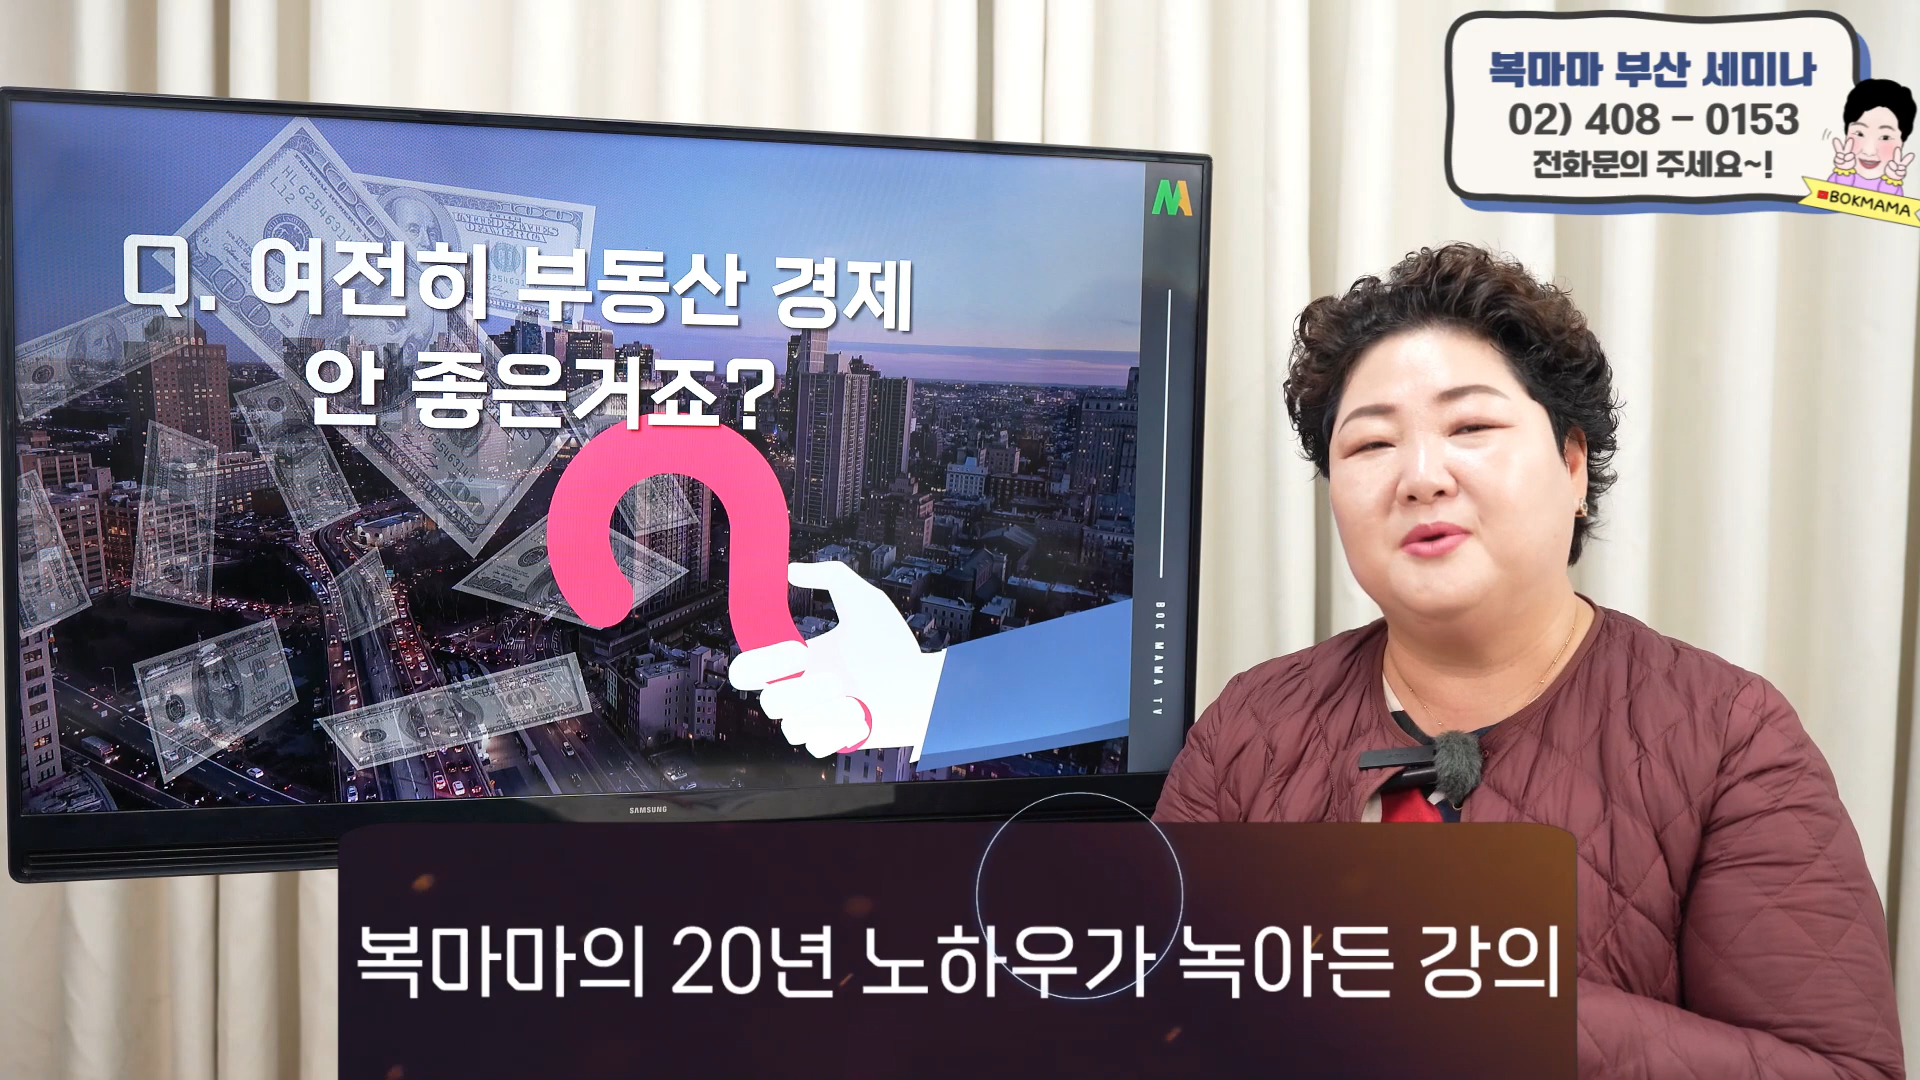 복마마 부산 세미나
02) 408 - 0153
전화문의 주세요~!
BOKMAMA
Q. 여전히 부동산 경제
안 좋은거죠?
BOK MAMA TV
SAMSUNG
복마마의 20년 노하우가 녹아든 강의